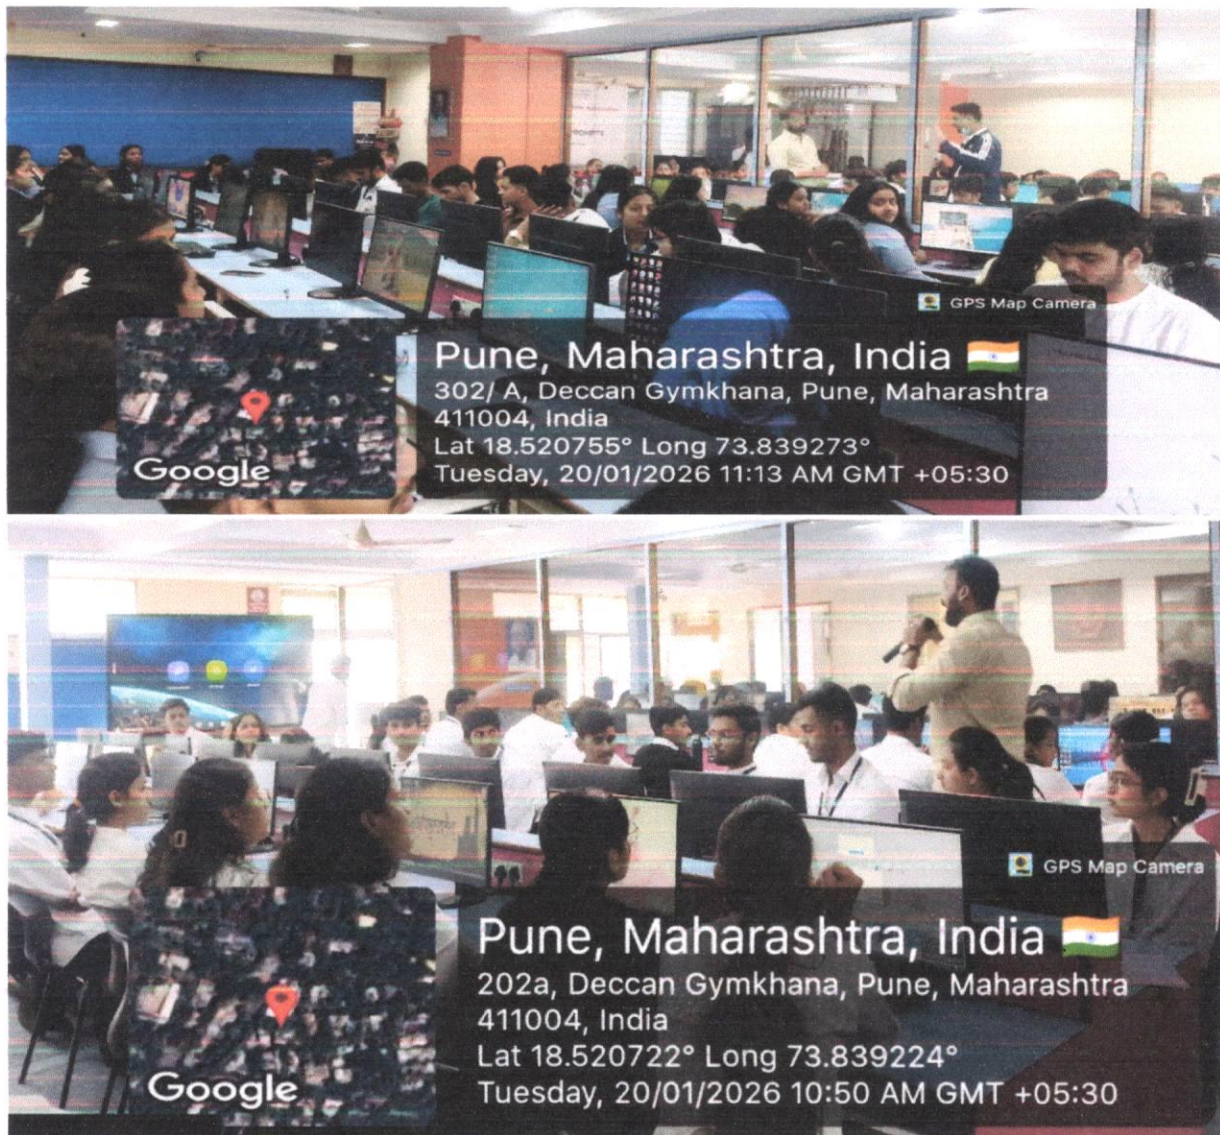 GPS Map Camera
Pune, Maharashtra, India
302/ A, Deccan Gymkhana, Pune, Maharashtra
411004, India
Lat 18.520755° Long 73.839273°
Tuesday, 20/01/2026 11:13 AM GMT +05:30
Google
GPS Map Camera
Pune, Maharashtra, India
202a, Deccan Gymkhana, Pune, Maharashtra
411004, India
Lat 18.520722° Long 73.839224°
Tuesday, 20/01/2026 10:50 AM GMT +05:30
Google